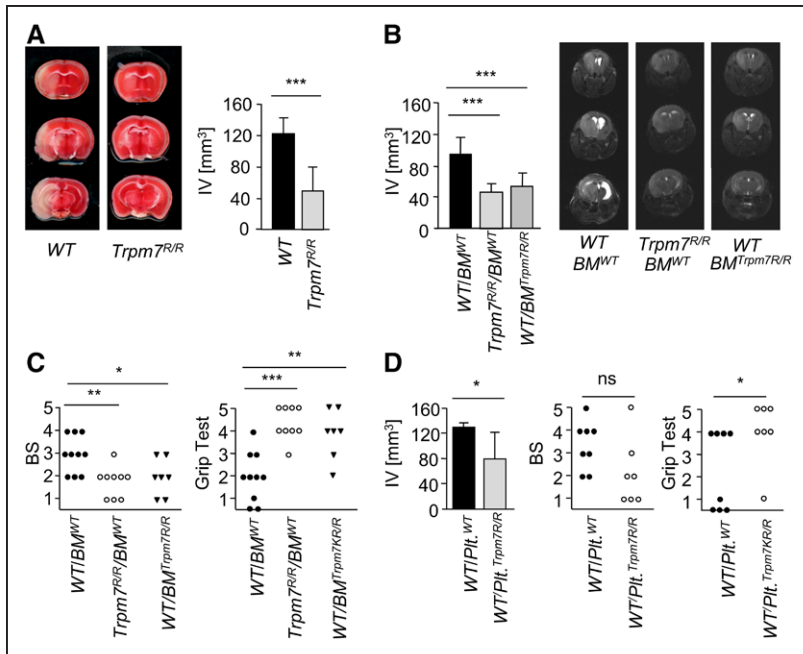 A
WT
Trpm7R/R
***
IV [mm3]
160
120
80
40
0
WT
Trpm7R/R
B
***
***
IV [mm3]
160
120
80
40
0
WT/BMWT
Trpm7R/R/BMWT
WT/BMTrpm7R/R
WT
BMWT
Trpm7R/R
BMWT
WT
BMTrpm7R/R
C
*
**
BS
5
4
3
2
1
WT/BMWT
Trpm7R/R/BMWT
WT/BMTrpm7R/R
**
***
Grip Test
5
4
3
2
1
WT/BMWT
Trpm7R/R/BMWT
WT/BMTrpm7KR/R
D
*
IV [mm3]
160
120
80
40
0
WT/Plt.WT
WT/Plt.Trpm7R/R
ns
BS
5
4
3
2
1
WT/Plt.WT
WT/Plt.Trpm7R/R
*
Grip Test
5
4
3
2
1
WT/Plt.WT
WT/Plt.Trpm7KR/R